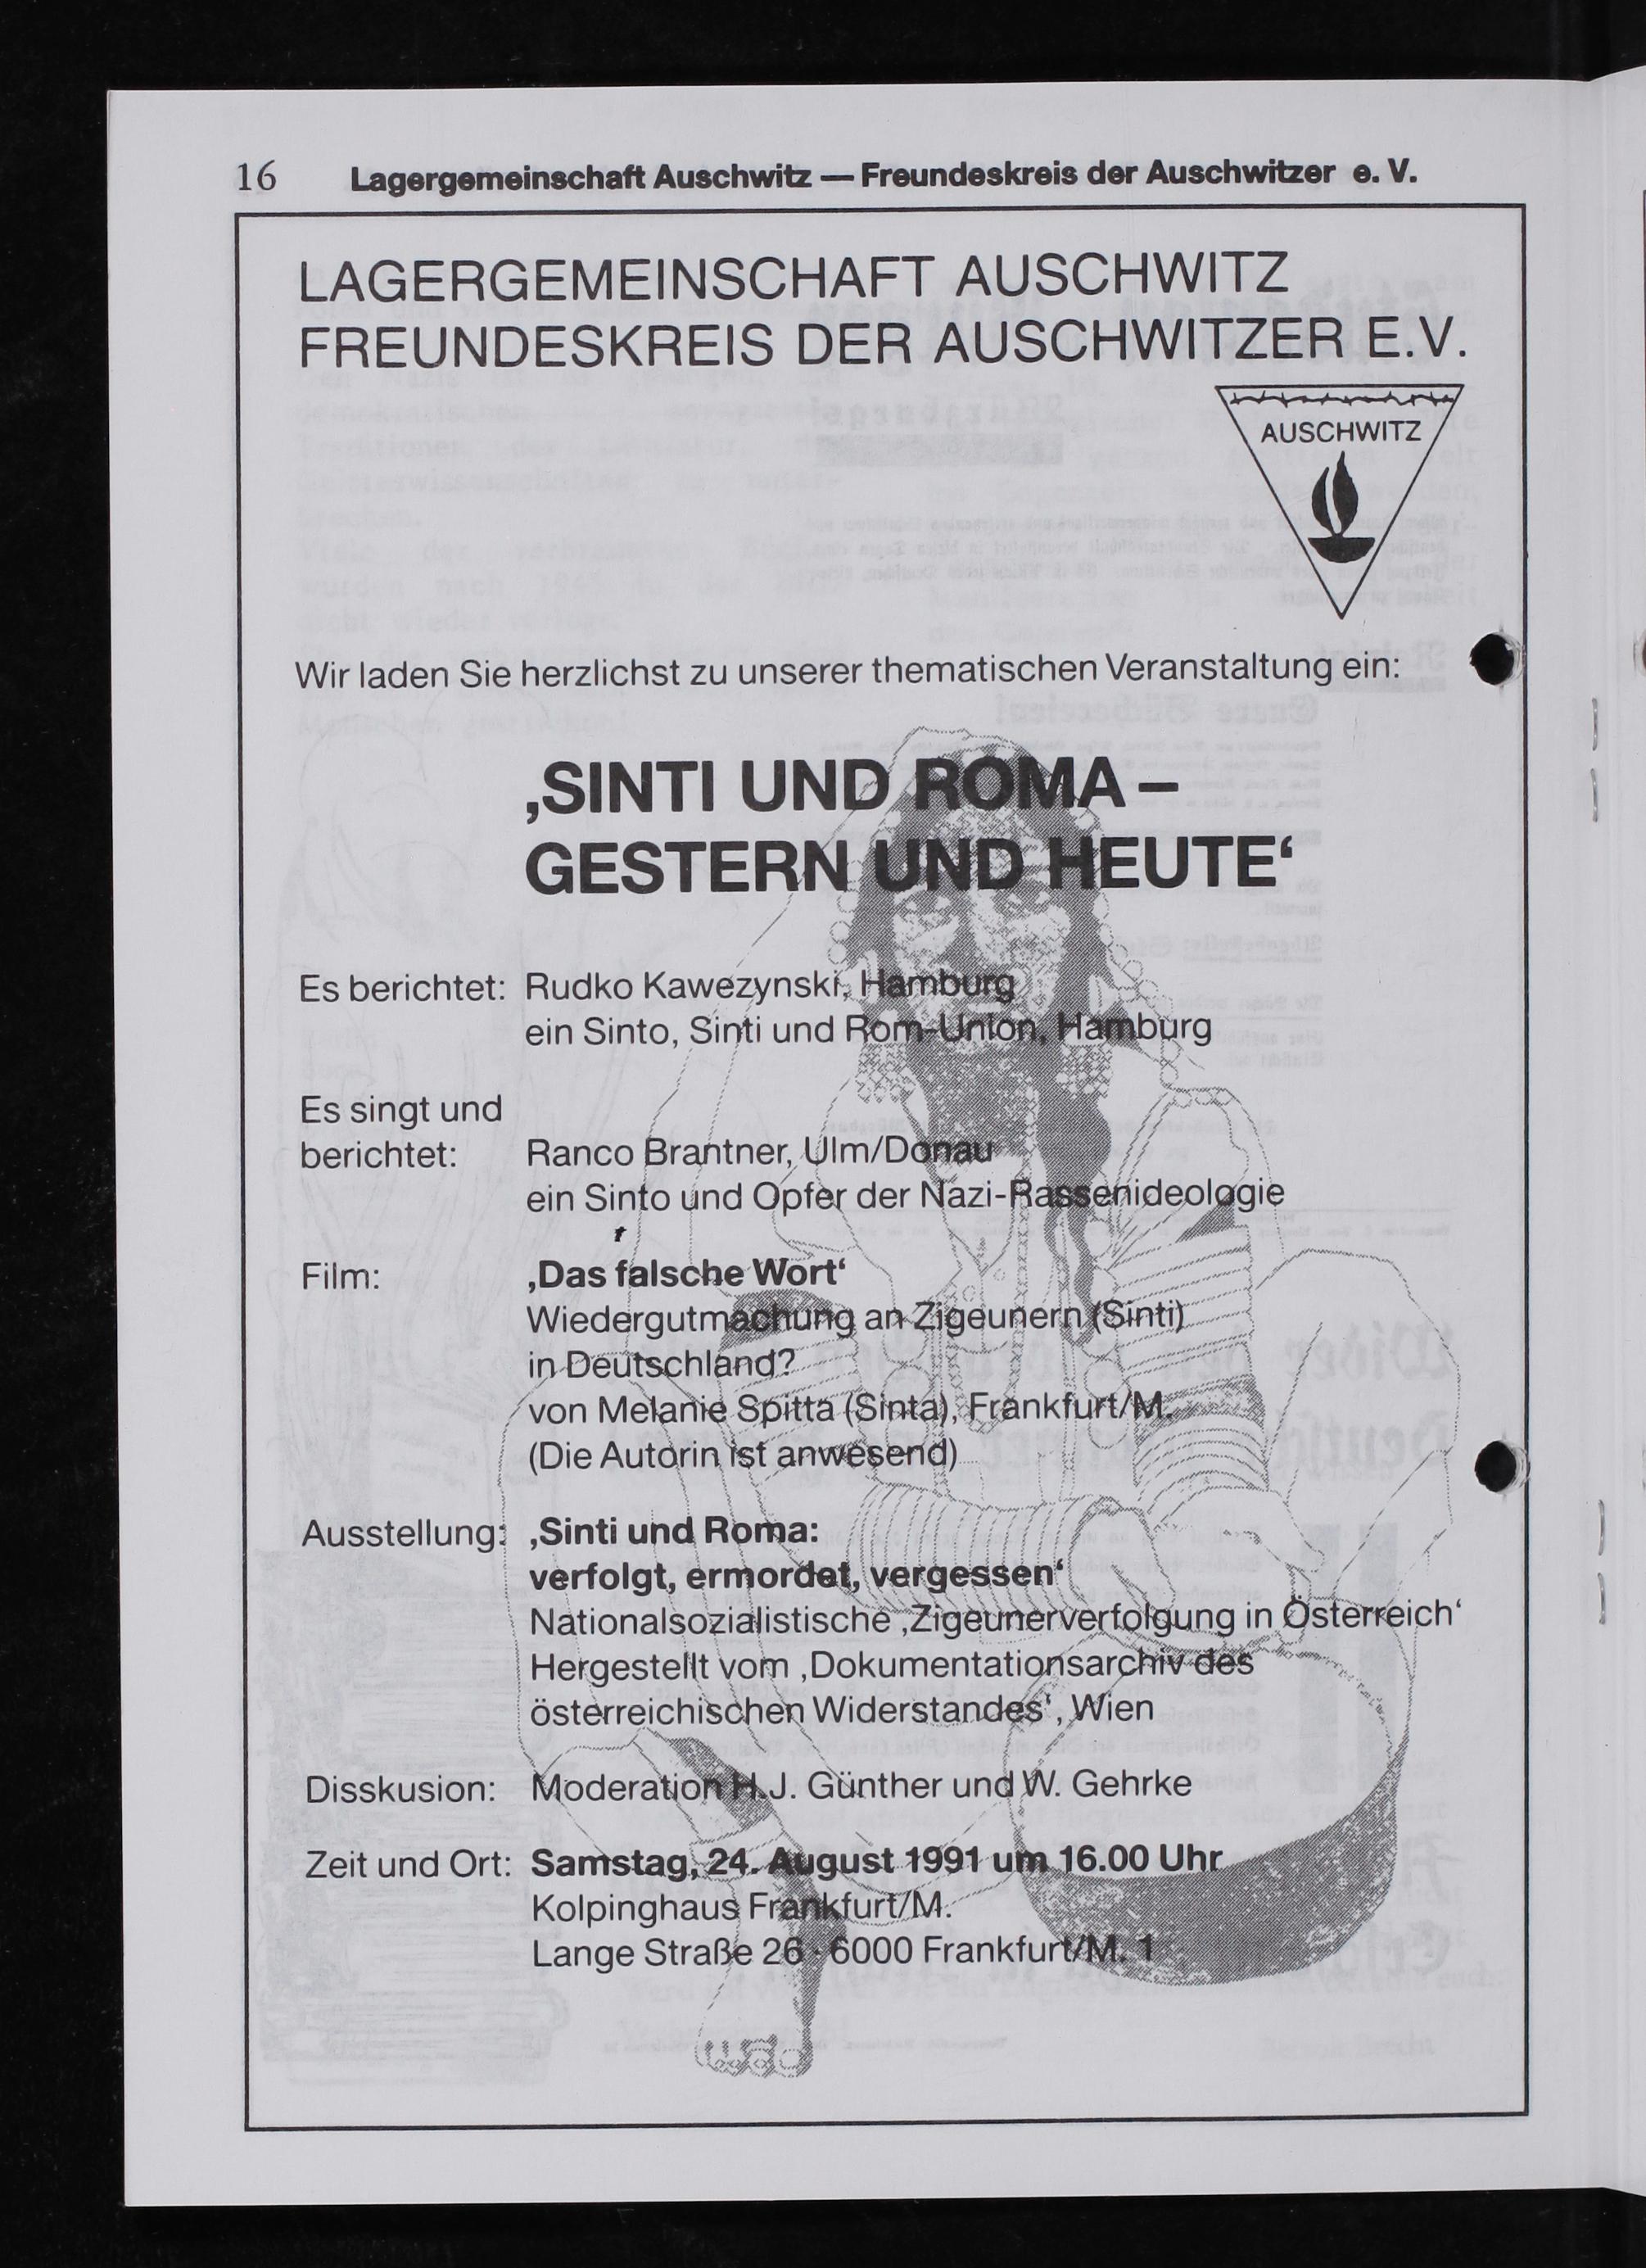 16 Lagergemeinschaft Auschwitz — Freundeskreis der Auschwitzer e. V.
LAGERGEMEINSCHAFT AUSCHWITZ
FREUNDESKREIS DER AUSCHWITZER E.V.
AUSCHWITZ
Wir laden Sie herzlichst zu unserer thematischen Veranstaltung ein:
‚SINTI UND ROMA –
GESTERN UND HEUTE‘
Es berichtet: Rudko Kawezynski, Hamburg
ein Sinto, Sinti und Rom-Union, Hamburg
Es singt und
berichtet: Ranco Brantner, Ulm/Donau
ein Sinto und Opfer der Nazi-Rassenideologie
Film: ‚Das falsche Wort‘
Wiedergutmachung an Zigeunern (Sinti)
in Deutschland?
von Melanie Spitta (Sinta), Frankfurt/M.
(Die Autorin ist anwesend)
Ausstellung: ‚Sinti und Roma:
verfolgt, ermordet, vergessen‘
Nationalsozialistische ‚Zigeunerverfolgung in Österreich‘
Hergestellt vom ‚Dokumentationsarchiv des
österreichischen Widerstandes‘, Wien
Disskusion: Moderation H.J. Günther und W. Gehrke
Zeit und Ort: Samstag, 24. August 1991 um 16.00 Uhr
Kolpinghaus Frankfurt/M.
Lange Straße 26 · 6000 Frankfurt/M. 1